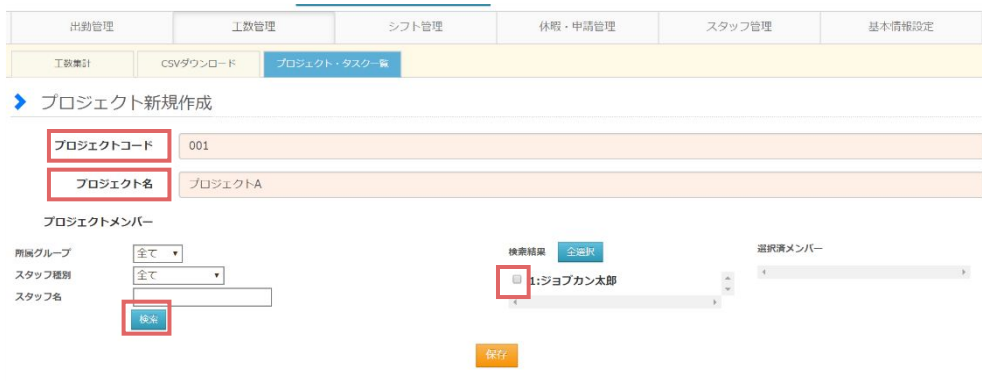 出勤管理 工数管理 シフト管理 休暇・申請管理 スタッフ管理 基本情報設定
工数集計 CSVダウンロード プロジェクト・タスク一覧
プロジェクト新規作成
プロジェクトコード 001
プロジェクト名 プロジェクトA
プロジェクトメンバー
所属グループ 全て 検索結果 全選択 選択済メンバー
スタッフ種別 全て 1:ジョブカン太郎
スタッフ名
検索
保存